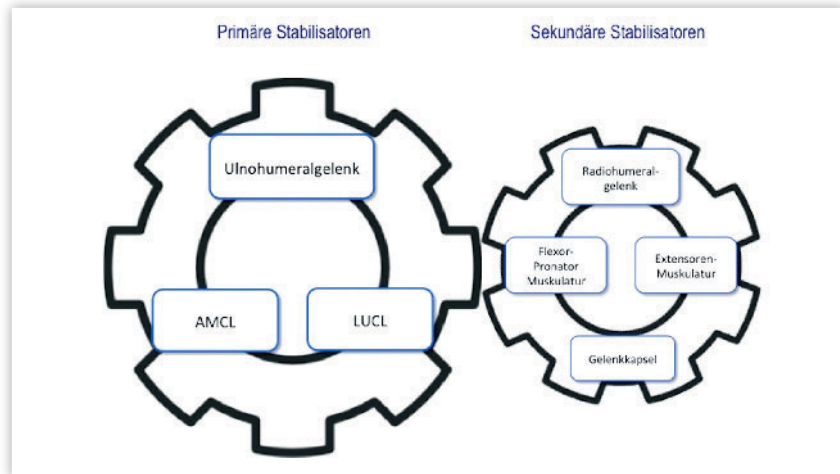 Primäre Stabilisatoren
Sekundäre Stabilisatoren
Ulnohumeralgelenk
AMCL
LUCL
Radiohumeral-
gelenk
Flexor-
Pronator
Muskulatur
Extensoren-
Muskulatur
Gelenkkapsel